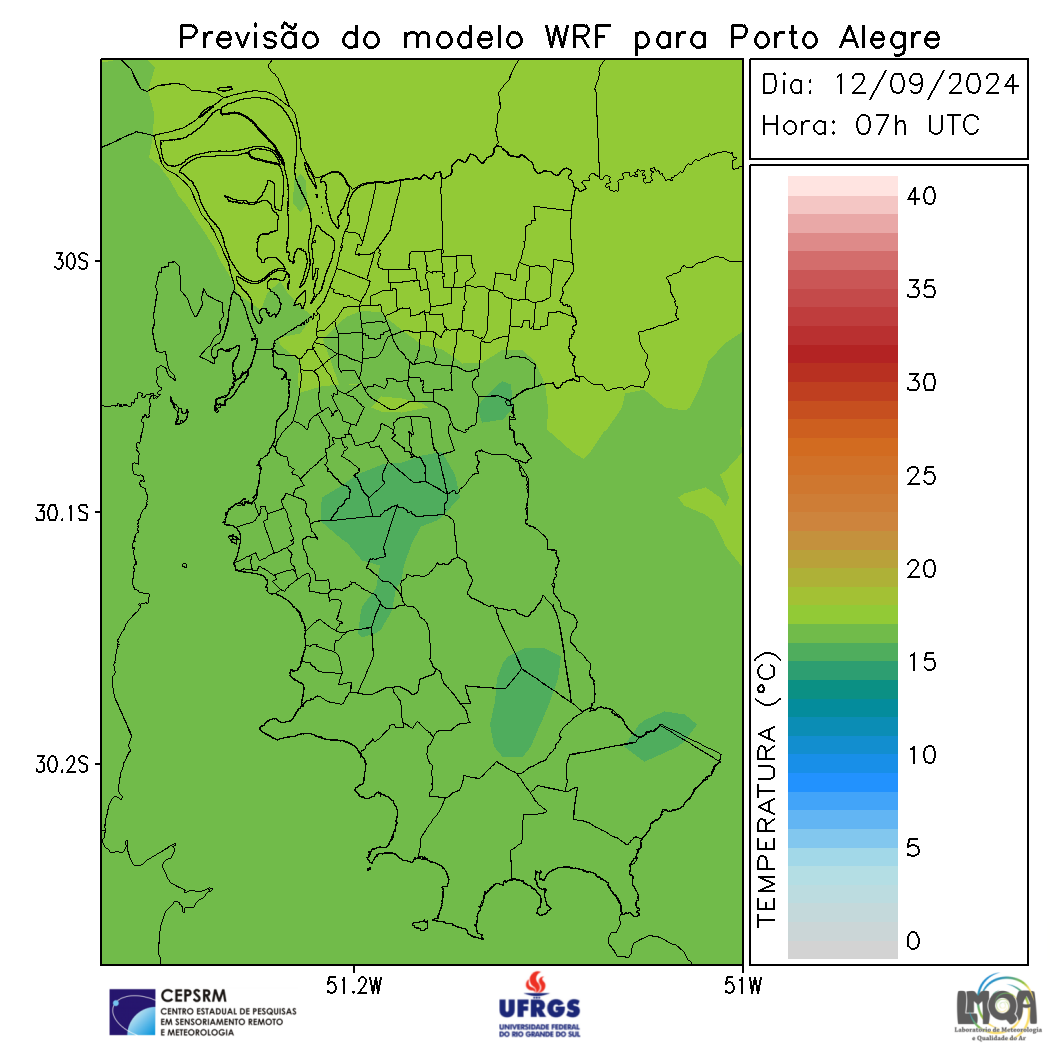 Previsão do modelo WRF para Porto Alegre
Dia: 12/09/2024
Hora: 07h UTC
40
35
30
25
20
15
10
5
0
TEMPERATURA (°C)
30S
30.1S
30.2S
51.2W
51W
CEPSRM
CENTRO ESTADUAL DE PESQUISAS
EM SENSORIAMENTO REMOTO
E METEOROLOGIA
UFRGS
UNIVERSIDADE FEDERAL
DO RIO GRANDE DO SUL
LMQA
Laboratório de Meteorologia
e Qualidade do Ar